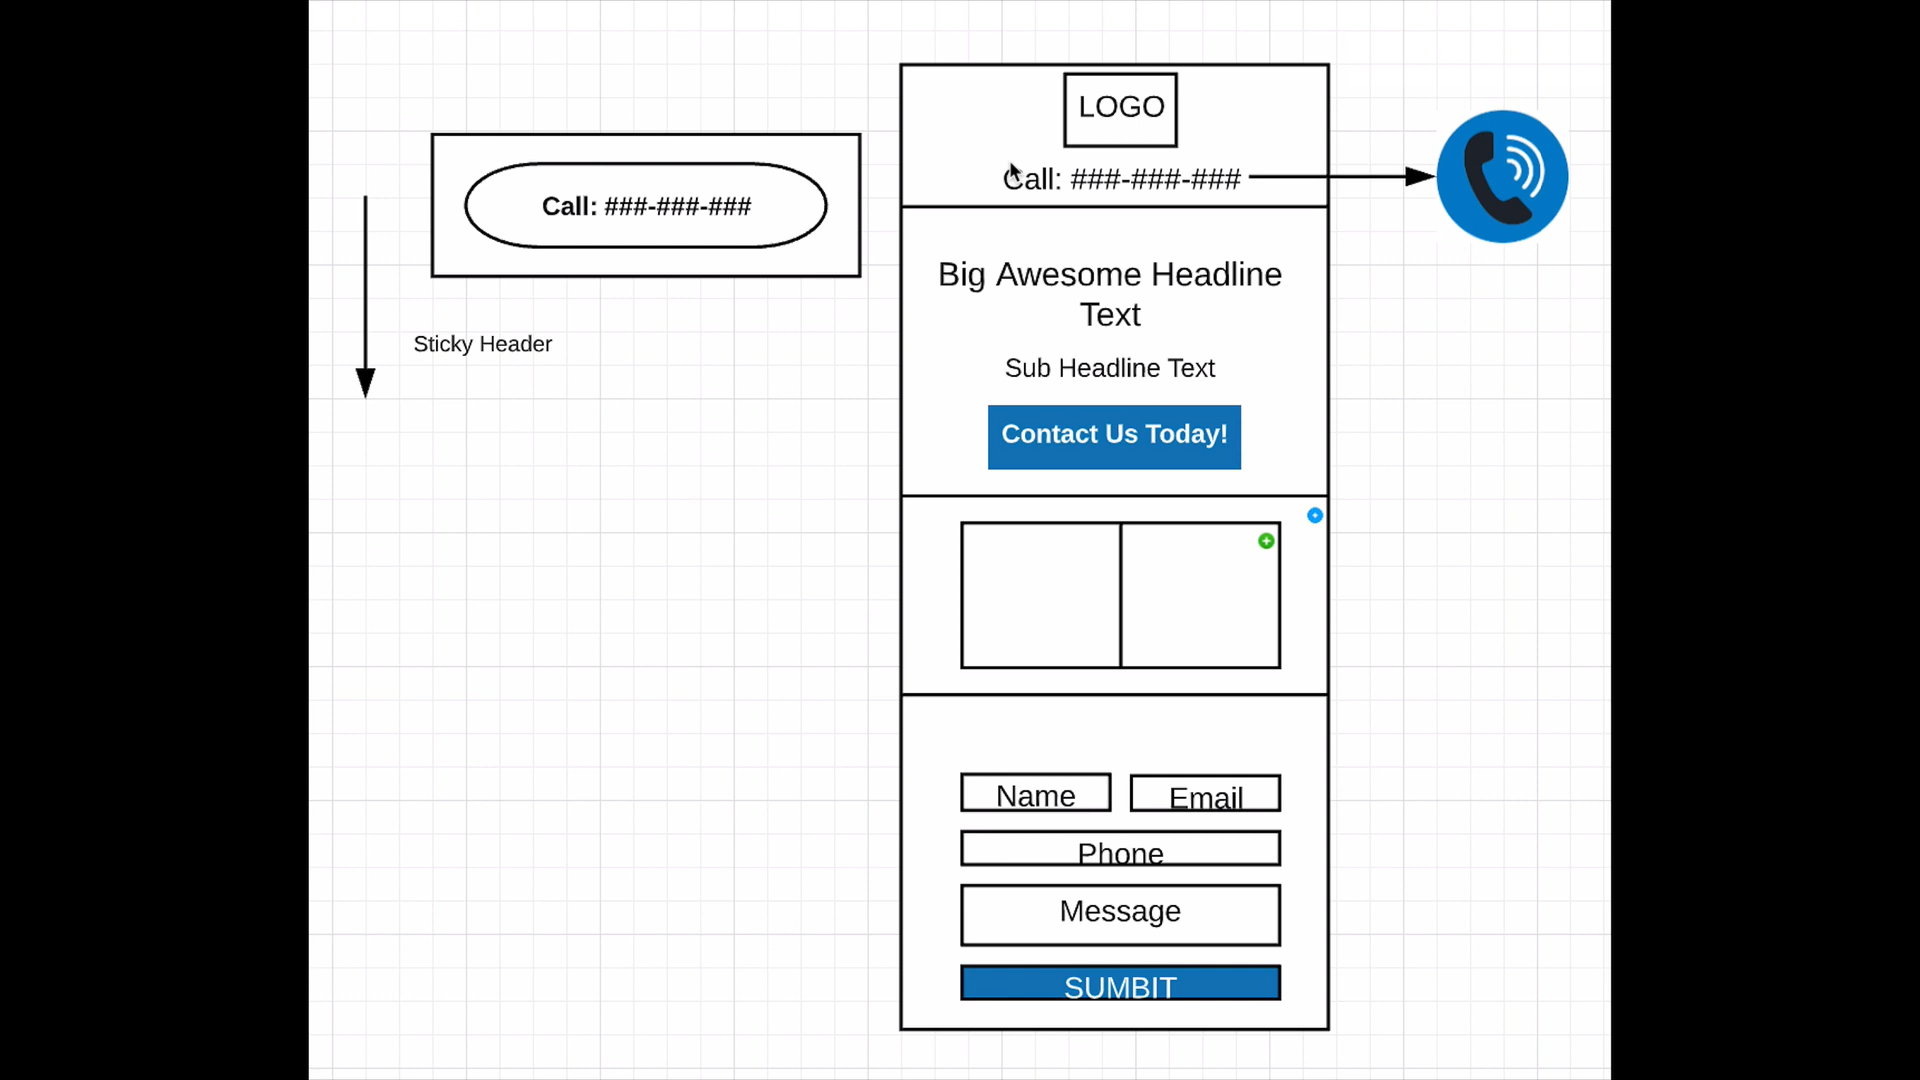 LOGO
Call: ###-###-###
Call: ###-###-###
Sticky Header
Big Awesome Headline
Text
Sub Headline Text
Contact Us Today!
Name
Email
Phone
Message
SUMBIT